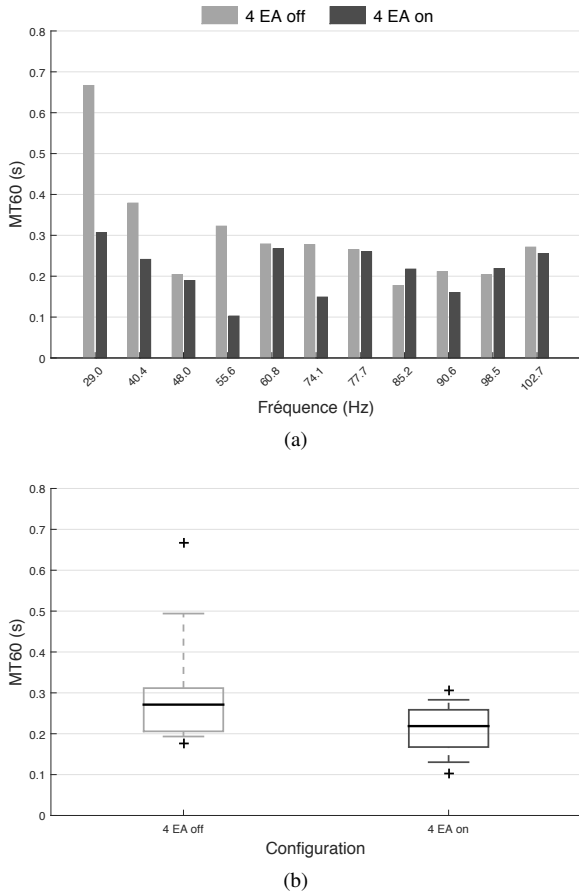 4 EA off 4 EA on
0.8
0.7
0.6
0.5
0.4
0.3
0.2
0.1
0
MT60 (s)
29.0 40.4 48.0 55.6 60.8 74.1 77.7 85.2 90.6 98.5 102.7
Fréquence (Hz)
(a)
0.8
0.7
0.6
0.5
0.4
0.3
0.2
0.1
0
MT60 (s)
4 EA off 4 EA on
Configuration
(b)